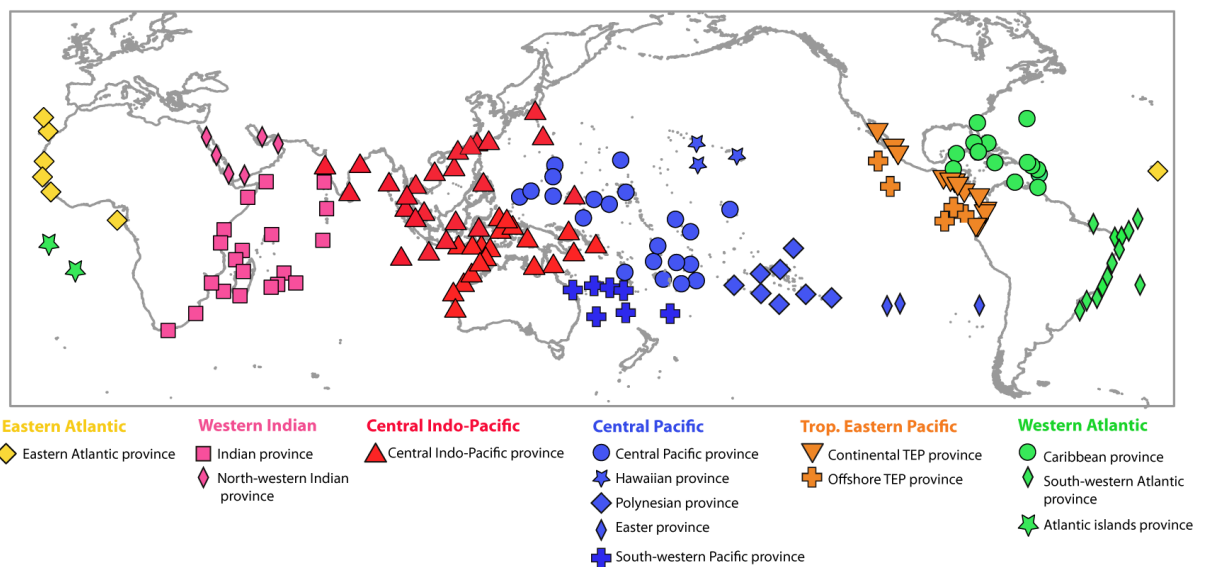 Eastern Atlantic
Eastern Atlantic province
Western Indian
Indian province
North-western Indian
province
Central Indo-Pacific
Central Indo-Pacific province
Central Pacific
Central Pacific province
Hawaiian province
Polynesian province
Easter province
South-western Pacific province
Trop. Eastern Pacific
Continental TEP province
Offshore TEP province
Western Atlantic
Caribbean province
South-western Atlantic
province
Atlantic islands province